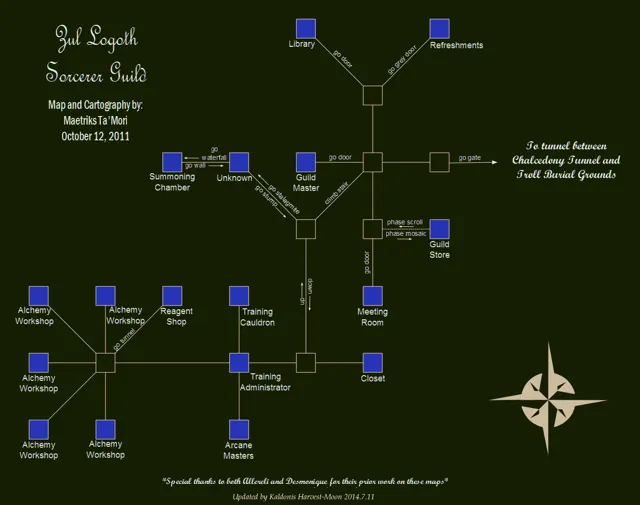 Zul Logoth
Sorcerer Guild
Map and Cartography by:
Maetriks Ta'Mori
October 12, 2011
Library
Refreshments
go door
go grey door
go
waterfall
go wall
Summoning
Chamber
Unknown
go stalagmite
go stump
Guild
Master
go door
climb stair
go gate
To tunnel between
Chalcedony Tunnel and
Troll Burial Grounds
phase scroll
phase mosaic
Guild
Store
go door
Meeting
Room
up
down
Alchemy
Workshop
Alchemy
Workshop
Reagent
Shop
go tunnel
Training
Cauldron
Alchemy
Workshop
Training
Administrator
Closet
Alchemy
Workshop
Alchemy
Workshop
Arcane
Masters
*Special thanks to both Allereli and Desmonique for their prior work on these maps*
Updated by Kaldonis Harvest-Moon 2014.7.11